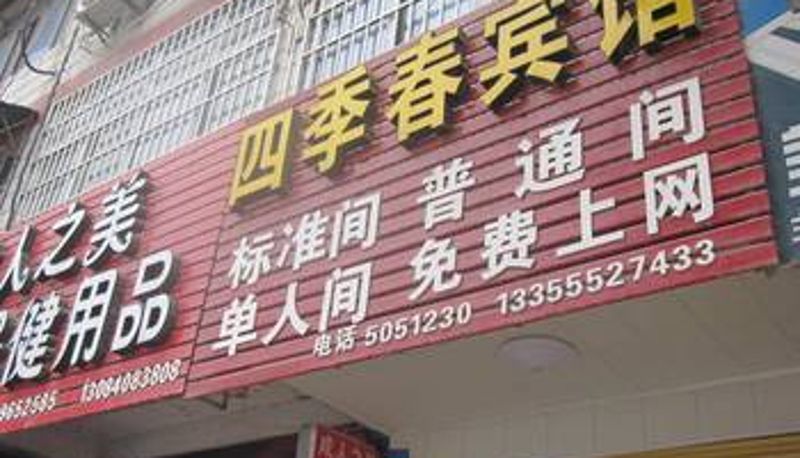 四季春宾馆
标准间 普通间
单人间 免费上网
电话 5051230 13355527433
人之美
健用品
9652585 13084083808